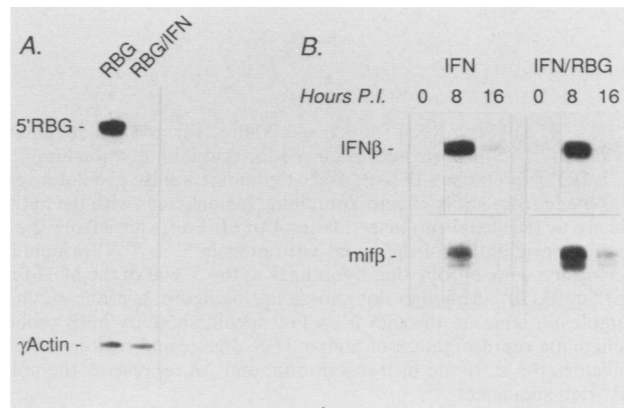 A.
RBG
RBG/IFN
5'RBG -
γActin -
B.
IFN
IFN/RBG
Hours P.I.
0
8
16
0
8
16
IFNβ -
mifβ -